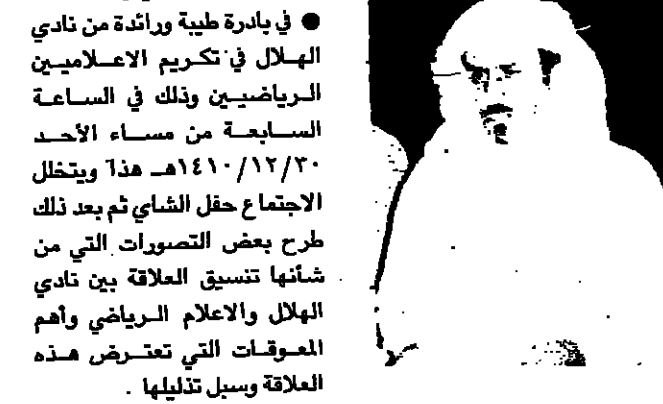 ● في بادرة طيبة ورائدة من نادي
الهلال في تكريم الاعلاميين
الرياضيين وذلك في الساعة
السابعة من مساء الأحد
١٤١٠/١٢/٣٠هـ هذا ويتخلل
الاجتماع حفل الشاي ثم بعد ذلك
طرح بعض التصورات التي من
شأنها تنسيق العلاقة بين نادي
الهلال والاعلام الرياضي وأهم
المعوقات التي تعترض هذه
العلاقة وسبل تذليلها .